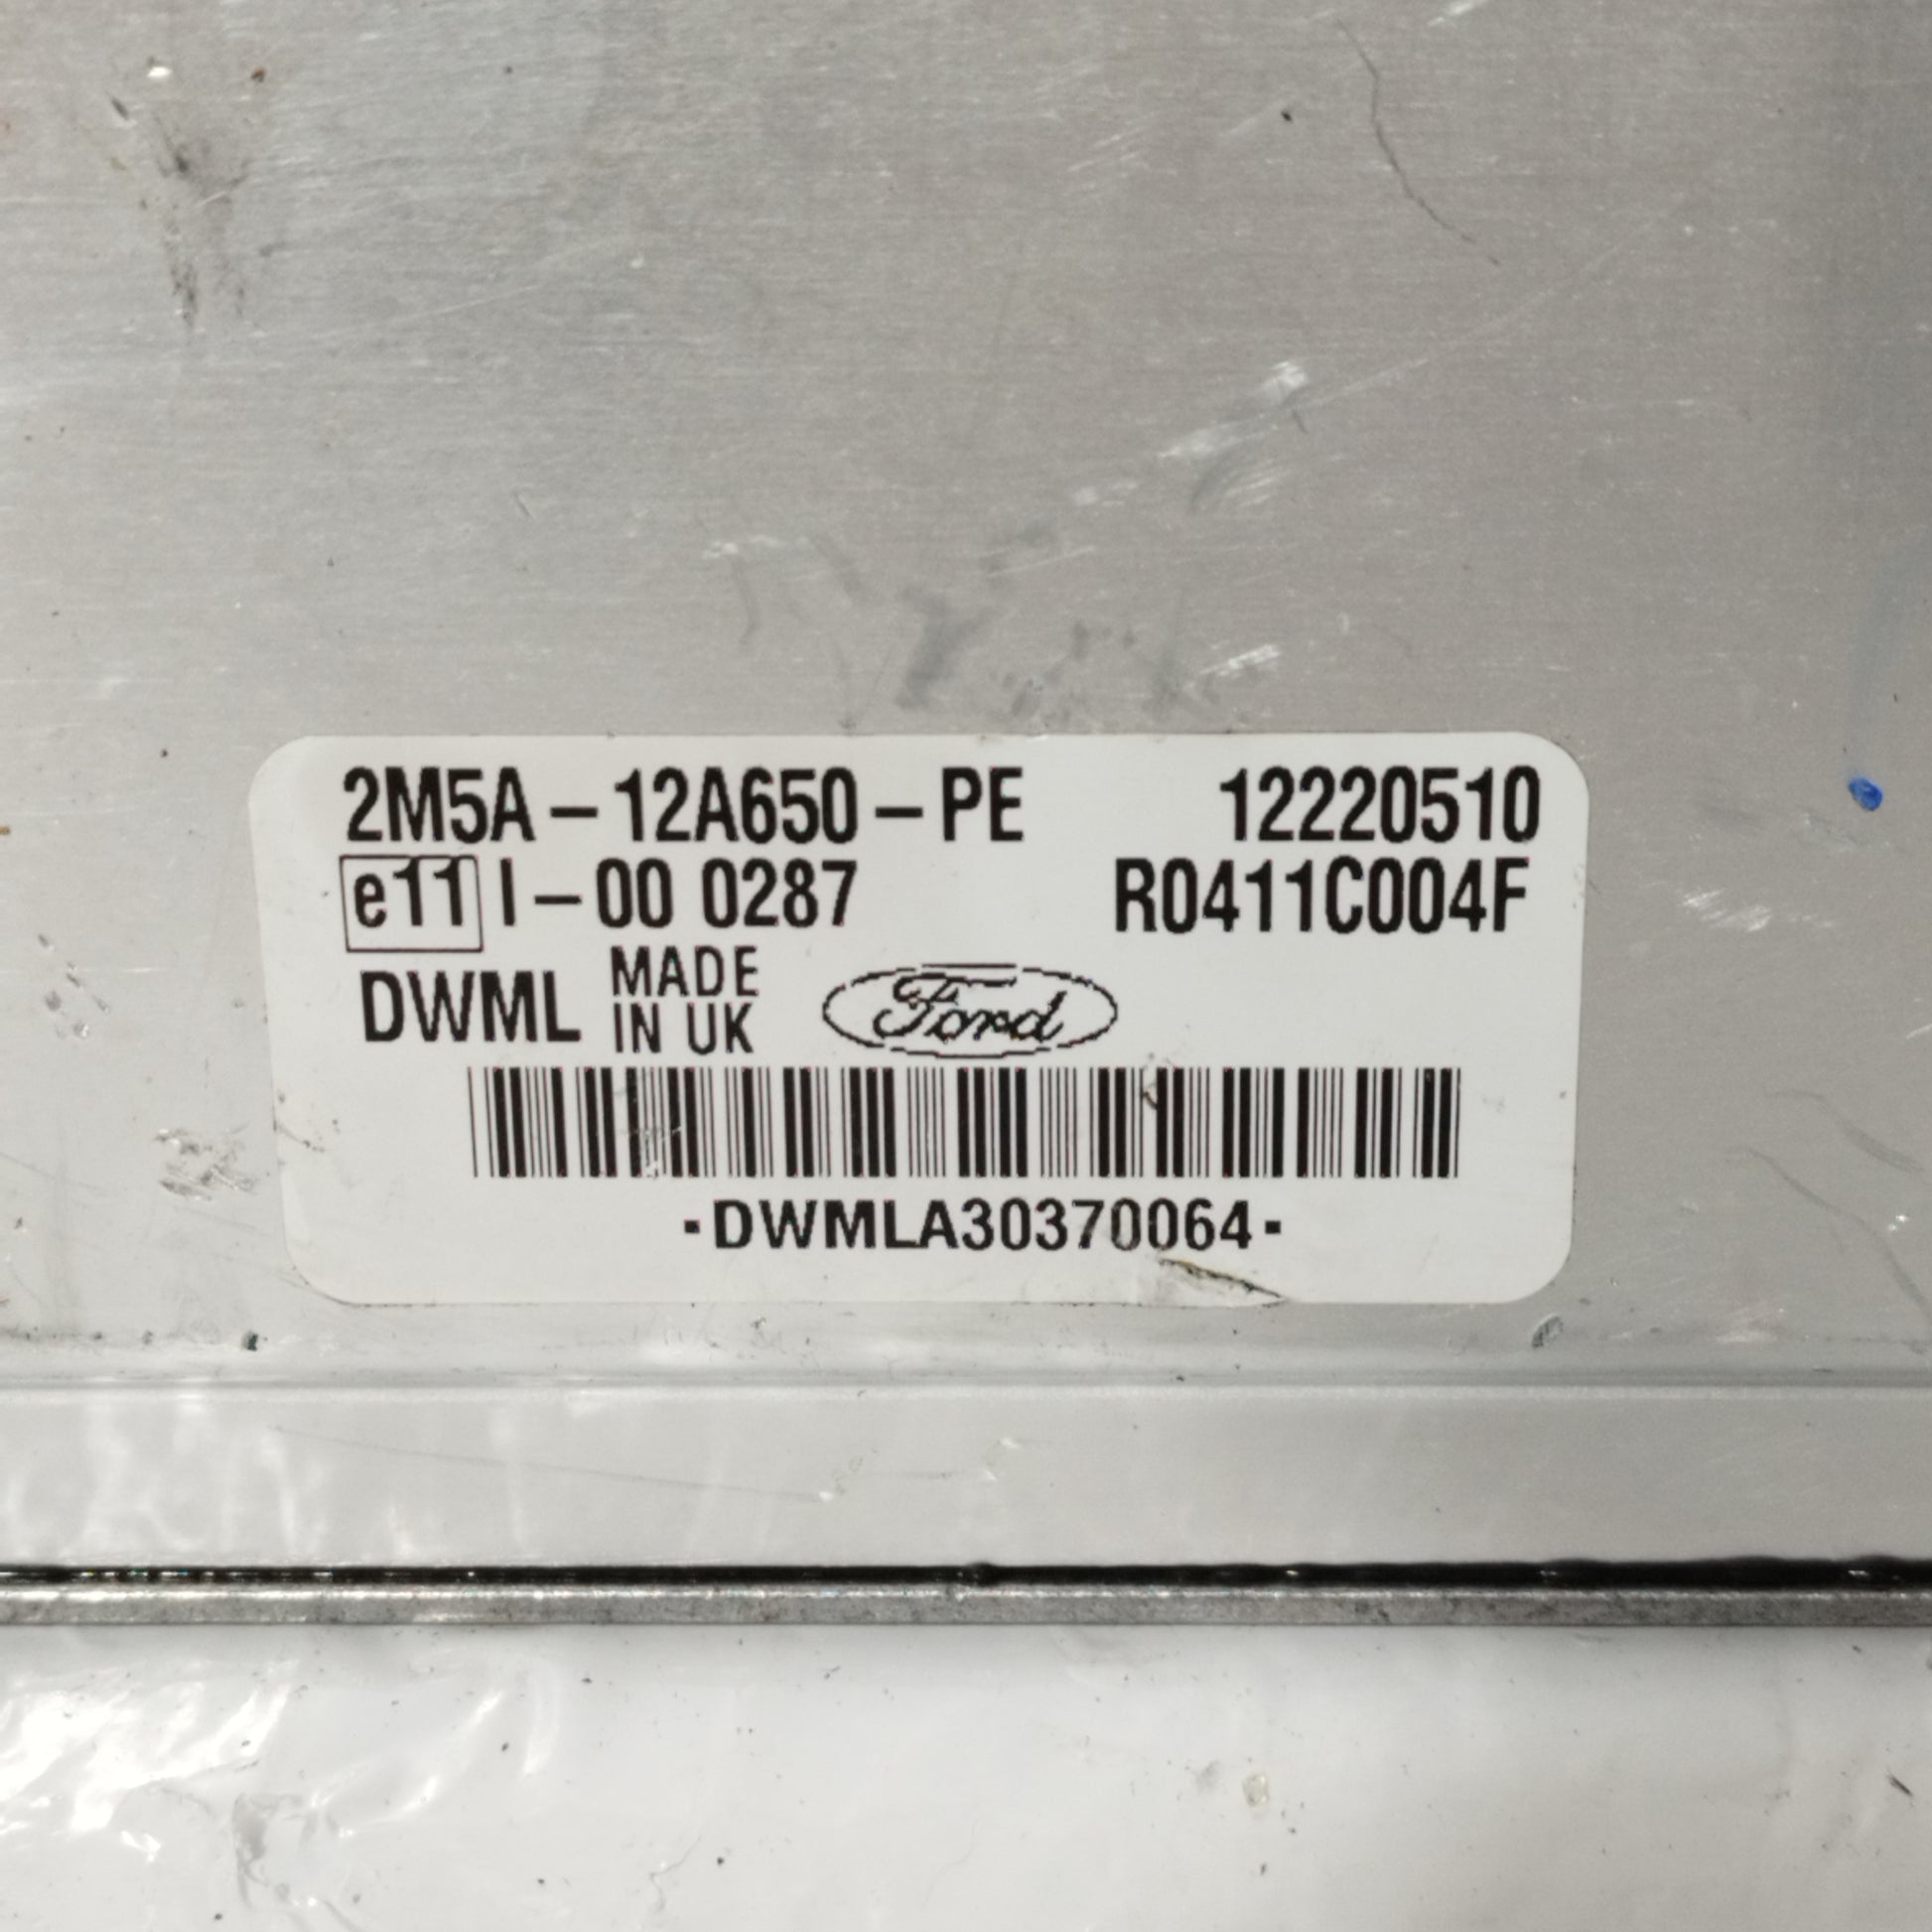 2M5A – 12A650 – PE 12220510
e11 I – 00 0287 R0411C004F
DWML MADE IN UK Ford
-DWMLA30370064-